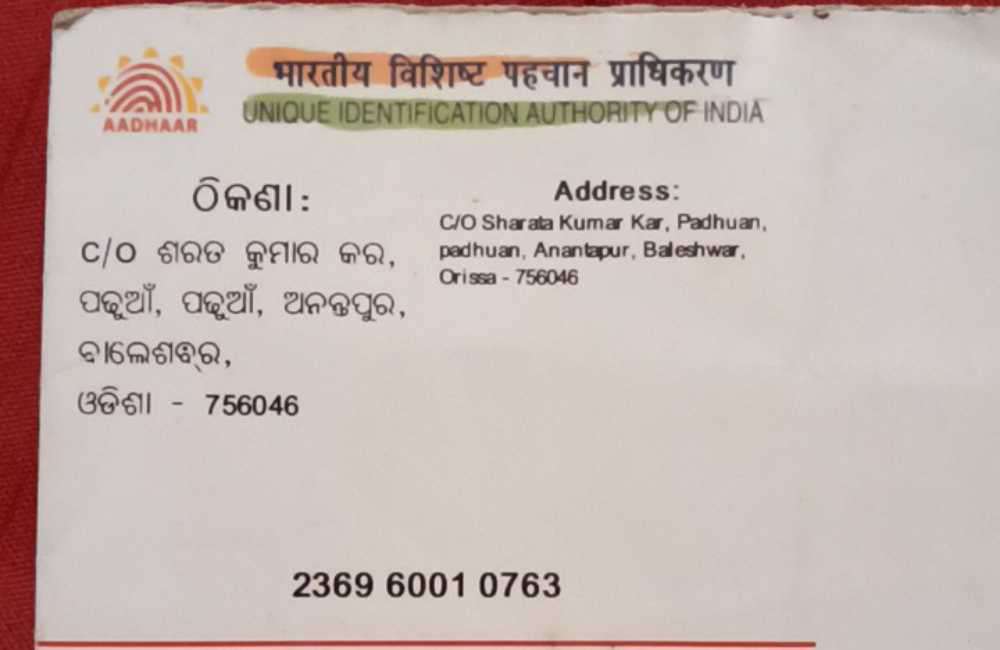 भारतीय विशिष्ट पहचान प्राधिकरण
UNIQUE IDENTIFICATION AUTHORITY OF INDIA
AADHAAR
ଠିକଣା:
C/O ଶରତ କୁମାର କର,
ପଢୁଆଁ, ପଢୁଆଁ, ଅନନ୍ତପୁର,
ବାଲେଶଵ୍ର,
ଓଡିଶା - 756046
Address:
C/O Sharata Kumar Kar, Padhuan,
padhuan, Anantapur, Baleshwar,
Orissa - 756046
2369 6001 0763